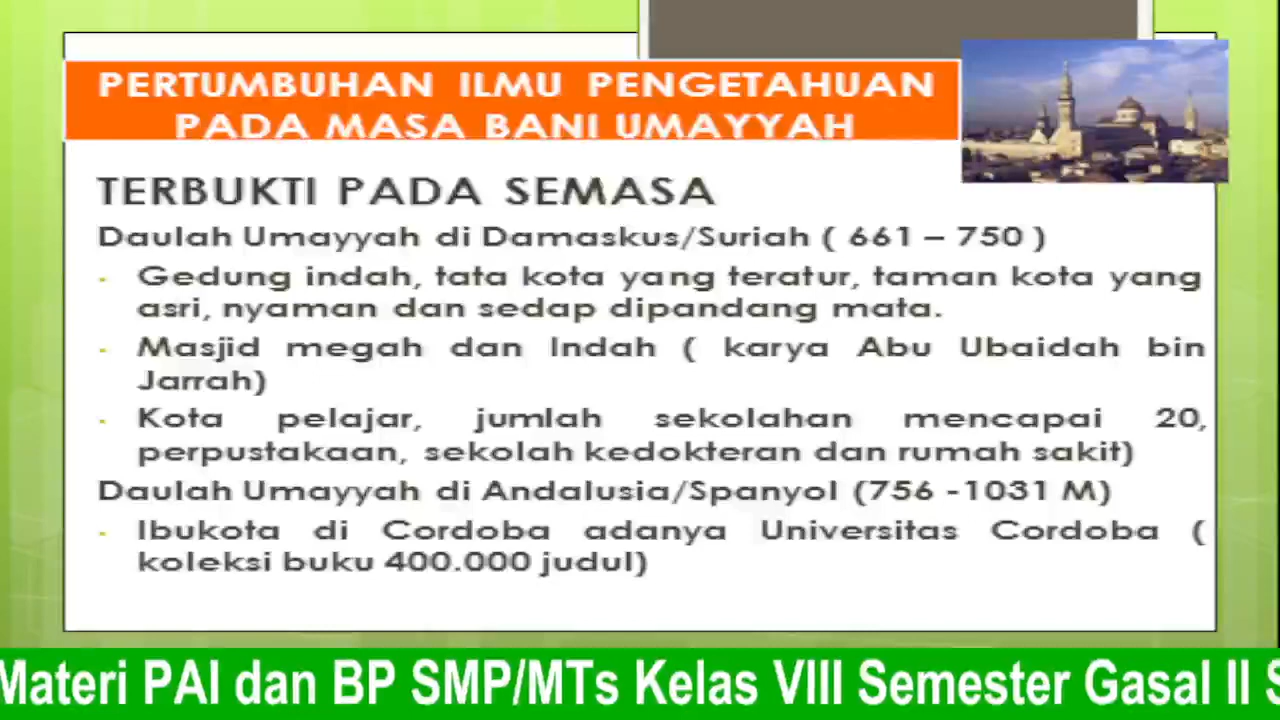 PERTUMBUHAN ILMU PENGETAHUAN
PADA MASA BANI UMAYYAH
TERBUKTI PADA SEMASA
Daulah Umayyah di Damaskus/Suriah ( 661 – 750 )
- Gedung indah, tata kota yang teratur, taman kota yang
asri, nyaman dan sedap dipandang mata.
- Masjid megah dan Indah ( karya Abu Ubaidah bin
Jarrah)
- Kota pelajar, jumlah sekolahan mencapai 20,
perpustakaan, sekolah kedokteran dan rumah sakit)
Daulah Umayyah di Andalusia/Spanyol (756 -1031 M)
- Ibukota di Cordoba adanya Universitas Cordoba (
koleksi buku 400.000 judul)
Materi PAI dan BP SMP/MTs Kelas VIII Semester Gasal II S